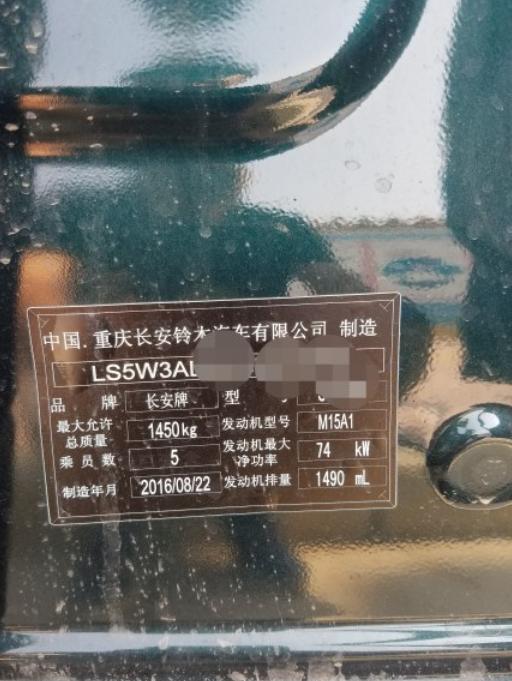 中国.重庆长安铃木汽车有限公司 制造
LS5W3A
品 牌 长安牌 型
最大允许总质量 1450kg 发动机型号 M15A1
乘员数 5 发动机最大净功率 74 kW
制造年月 2016/08/22 发动机排量 1490 mL